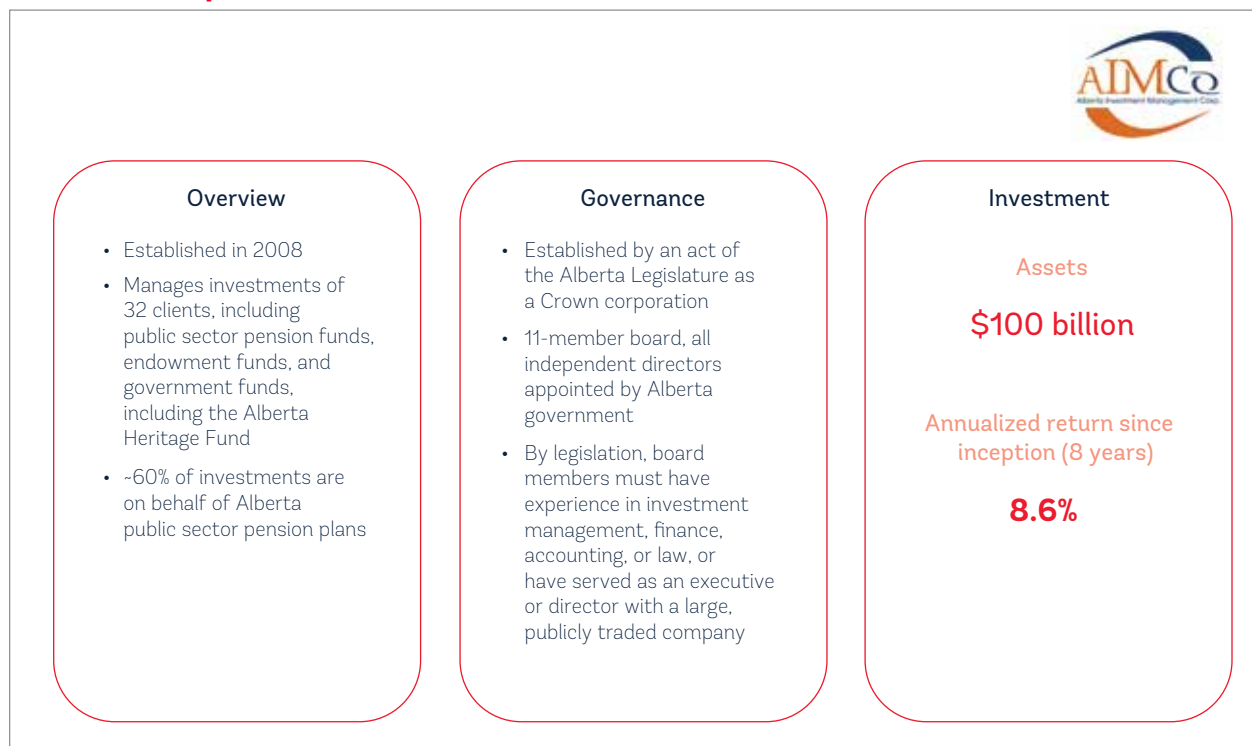 AIMCo
Alberta Investment Management Corp.
Overview
• Established in 2008
• Manages investments of
32 clients, including
public sector pension funds,
endowment funds, and
government funds,
including the Alberta
Heritage Fund
• ~60% of investments are
on behalf of Alberta
public sector pension plans
Governance
• Established by an act of
the Alberta Legislature as
a Crown corporation
• 11-member board, all
independent directors
appointed by Alberta
government
• By legislation, board
members must have
experience in investment
management, finance,
accounting, or law, or
have served as an executive
or director with a large,
publicly traded company
Investment
Assets
$100 billion
Annualized return since
inception (8 years)
8.6%